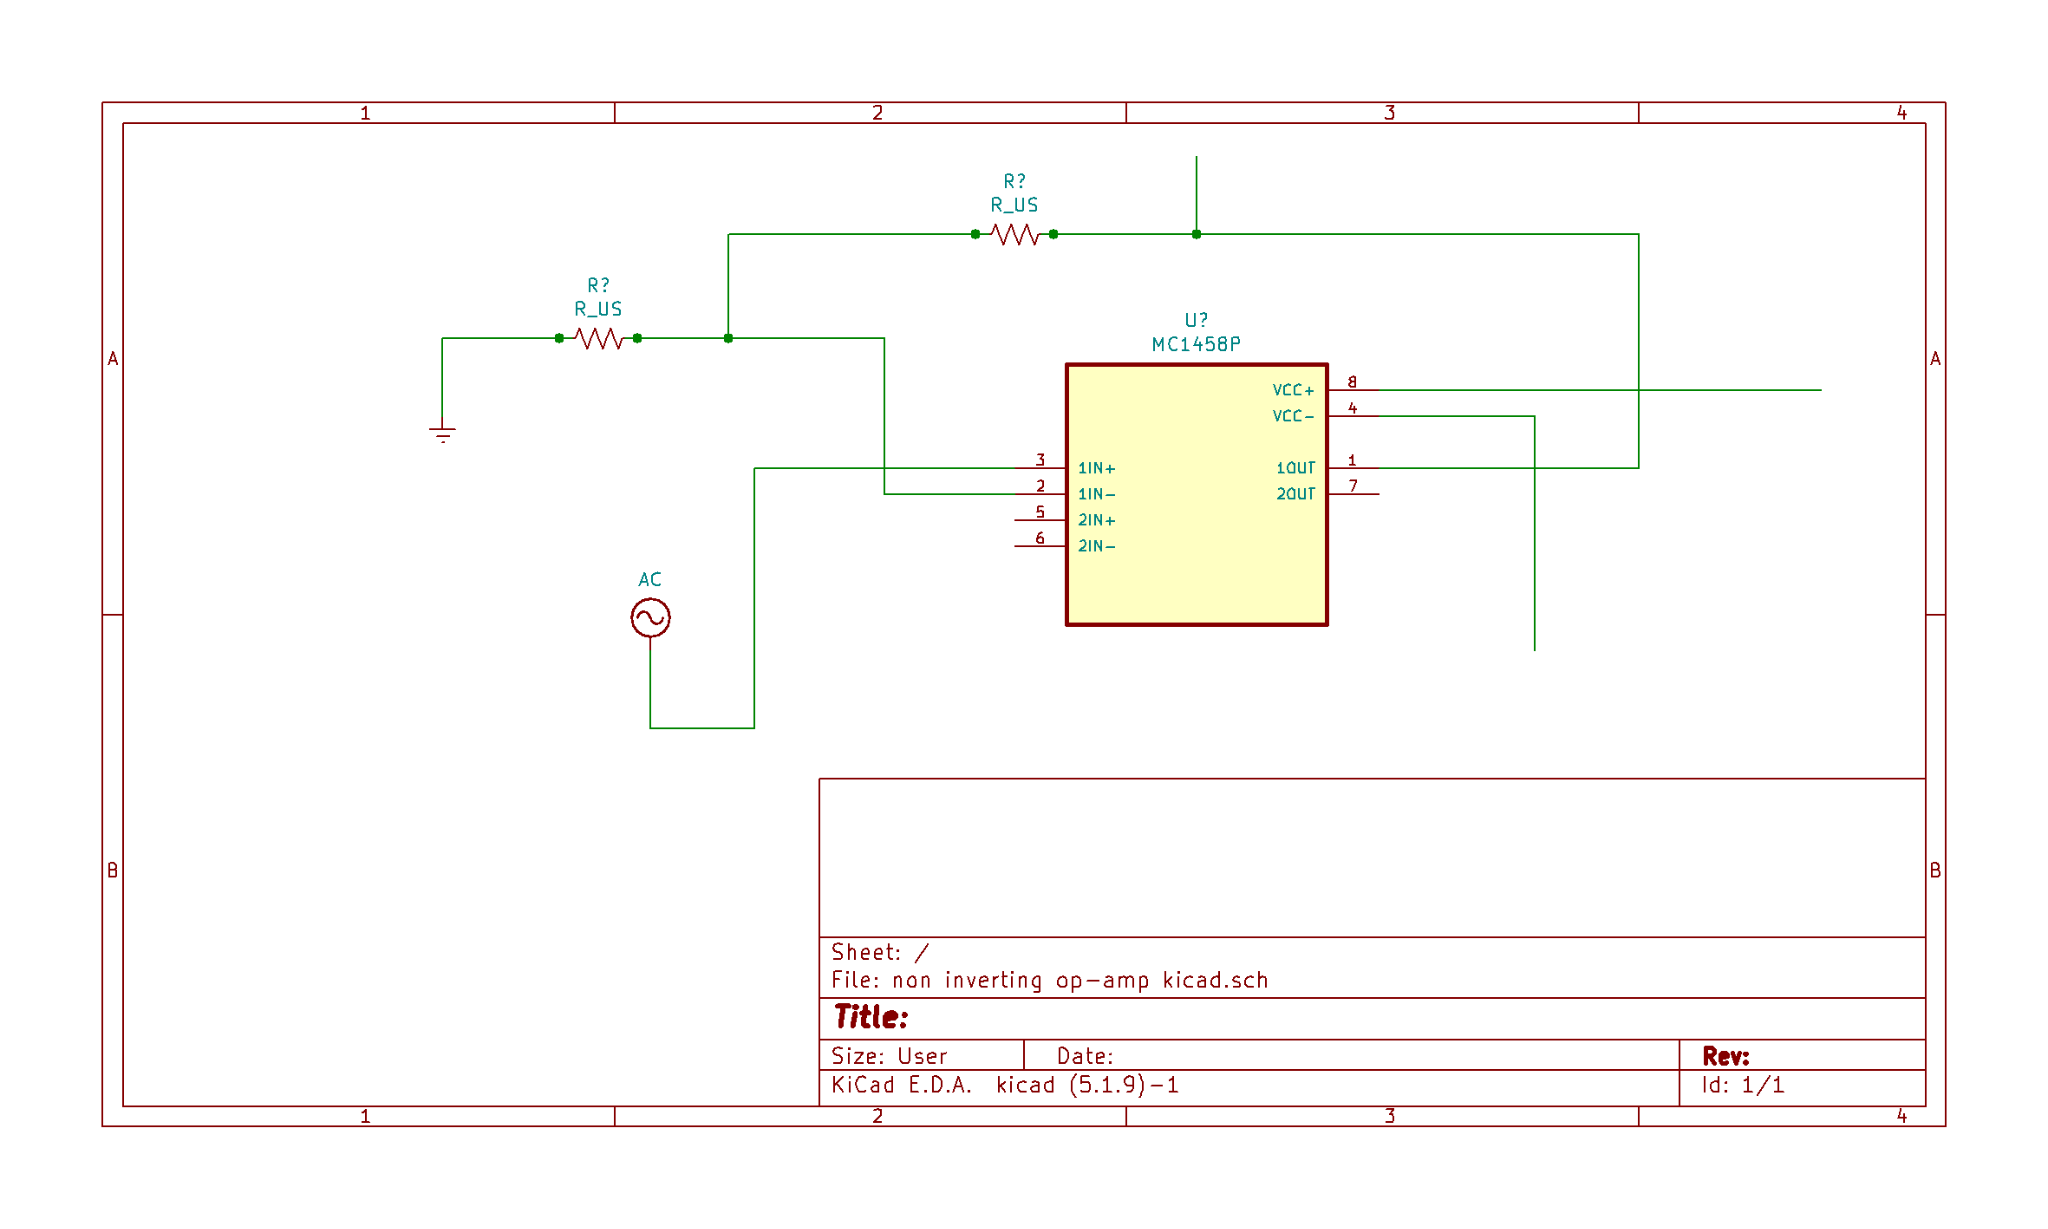 1 2 3 4
R?
R_US
R?
R_US
U?
MC1458P
A A
VCC+ 8
VCC- 4
3 1IN+ 1OUT 1
2 1IN- 2OUT 7
5 2IN+
6 2IN-
AC
B B
Sheet: /
File: non inverting op-amp kicad.sch
Title:
Size: User Date: Rev:
KiCad E.D.A. kicad (5.1.9)-1 Id: 1/1
1 2 3 4